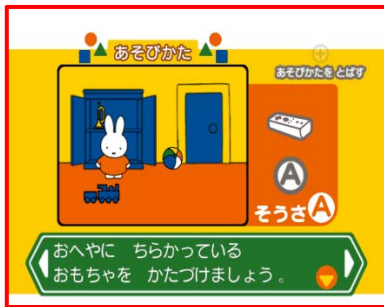 あそびかた
あそびかたを とばす
A
そうさA
おへやに ちらかっている
おもちゃを かたづけましょう。